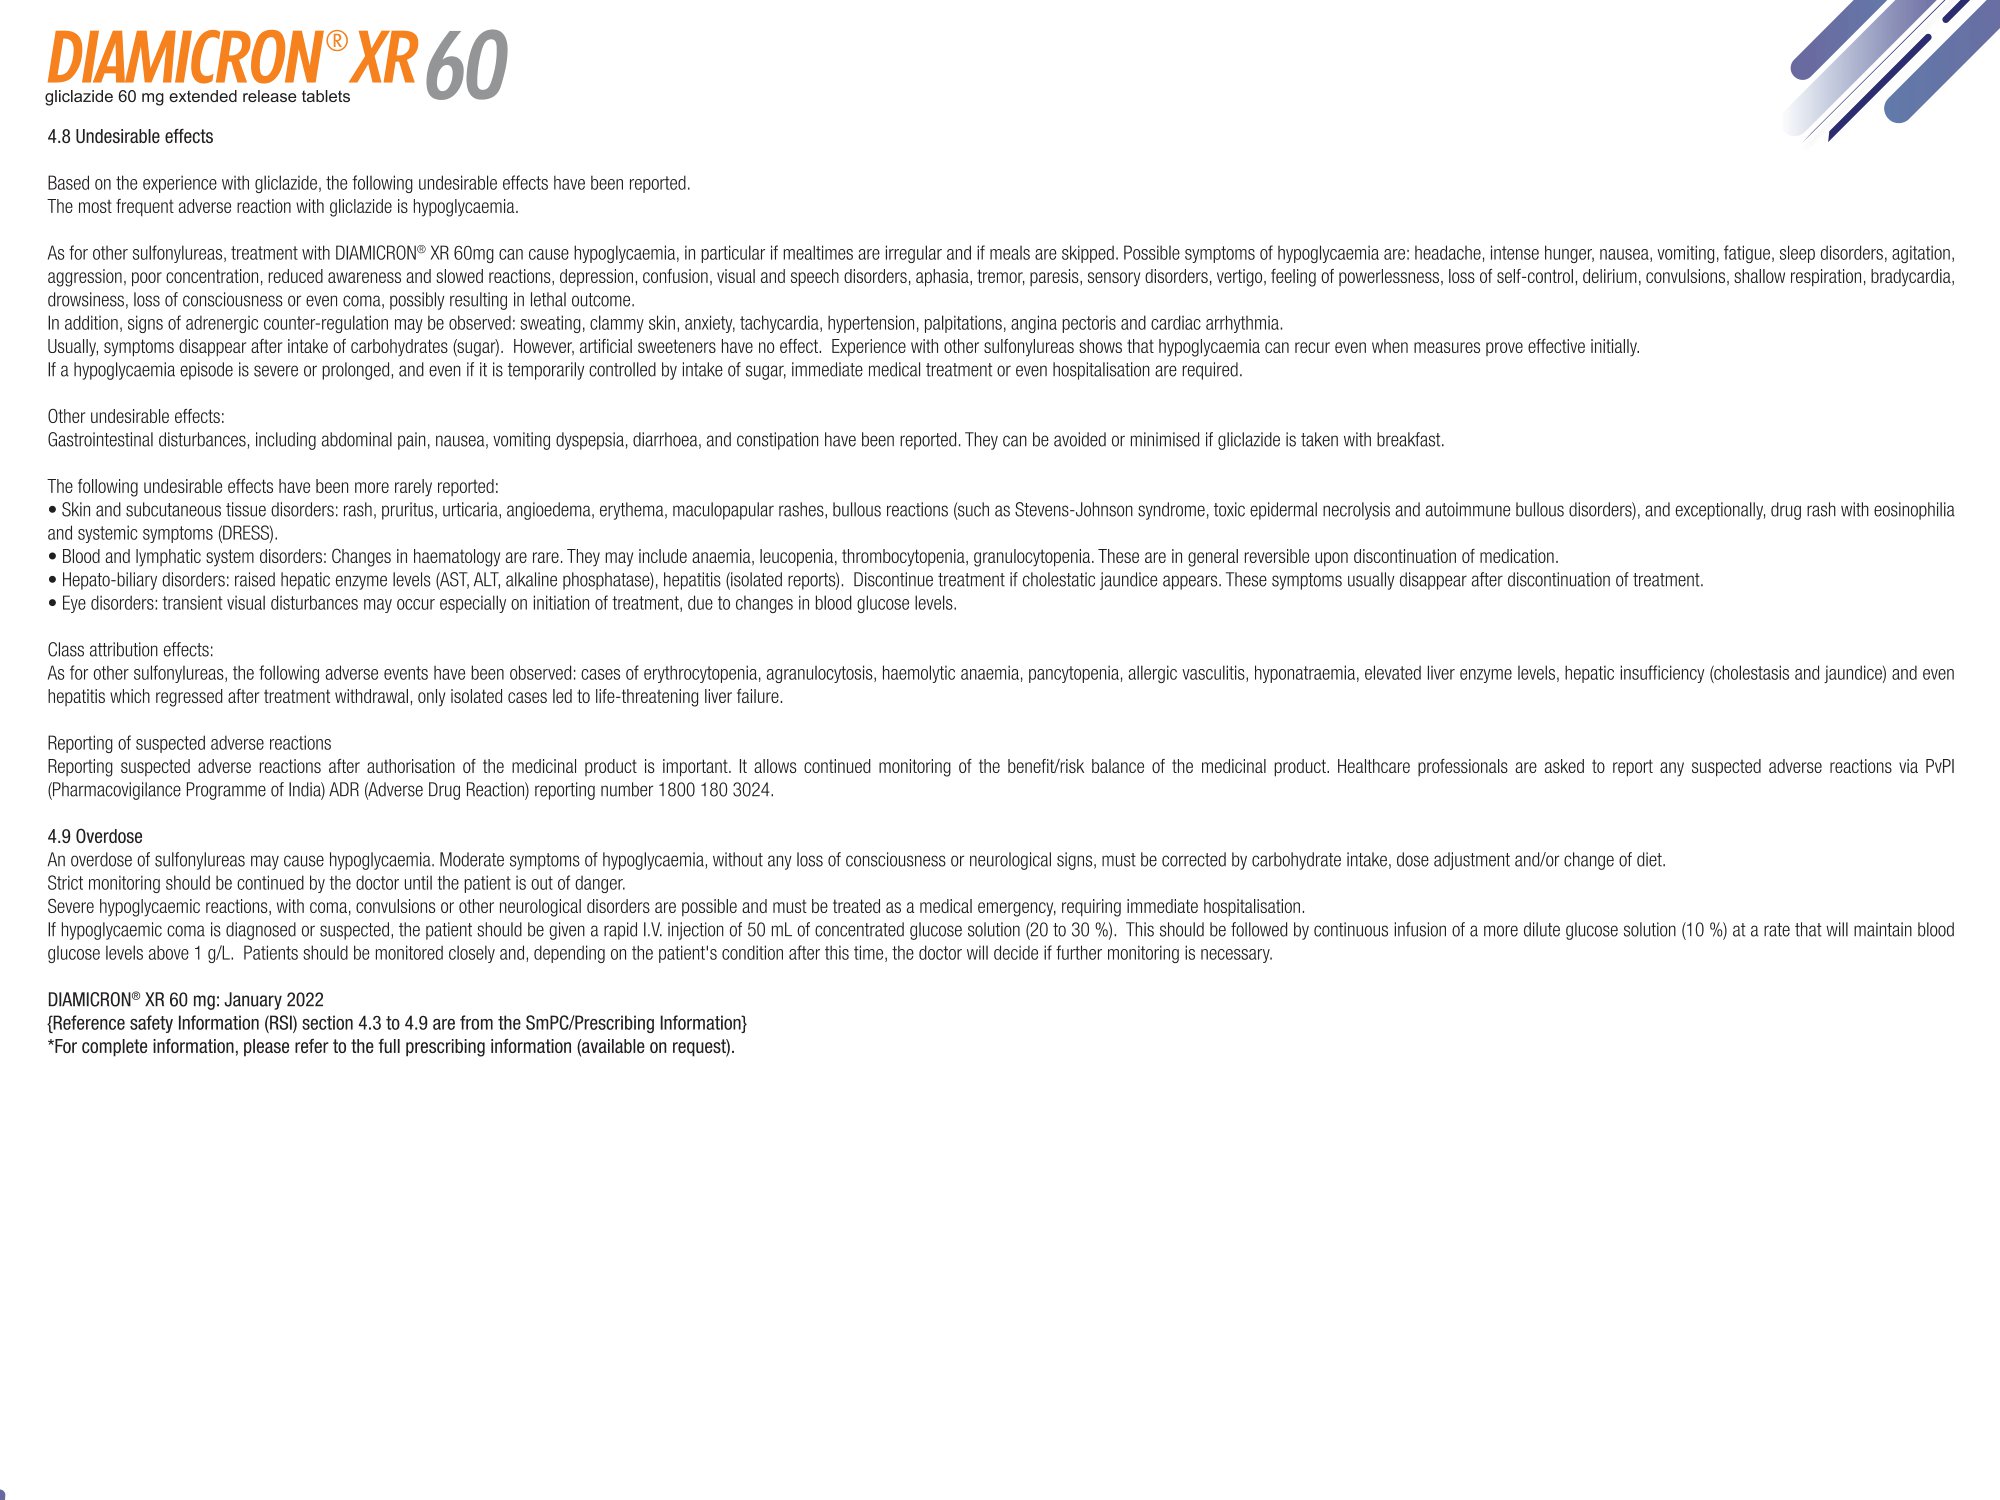 DIAMICRON® XR 60
gliclazide 60 mg extended release tablets
4.8 Undesirable effects
Based on the experience with gliclazide, the following undesirable effects have been reported.
The most frequent adverse reaction with gliclazide is hypoglycaemia.
As for other sulfonylureas, treatment with DIAMICRON® XR 60mg can cause hypoglycaemia, in particular if mealtimes are irregular and if meals are skipped. Possible symptoms of hypoglycaemia are: headache, intense hunger, nausea, vomiting, fatigue, sleep disorders, agitation,
aggression, poor concentration, reduced awareness and slowed reactions, depression, confusion, visual and speech disorders, aphasia, tremor, paresis, sensory disorders, vertigo, feeling of powerlessness, loss of self-control, delirium, convulsions, shallow respiration, bradycardia,
drowsiness, loss of consciousness or even coma, possibly resulting in lethal outcome.
In addition, signs of adrenergic counter-regulation may be observed: sweating, clammy skin, anxiety, tachycardia, hypertension, palpitations, angina pectoris and cardiac arrhythmia.
Usually, symptoms disappear after intake of carbohydrates (sugar).  However, artificial sweeteners have no effect.  Experience with other sulfonylureas shows that hypoglycaemia can recur even when measures prove effective initially.
If a hypoglycaemia episode is severe or prolonged, and even if it is temporarily controlled by intake of sugar, immediate medical treatment or even hospitalisation are required.
Other undesirable effects:
Gastrointestinal disturbances, including abdominal pain, nausea, vomiting dyspepsia, diarrhoea, and constipation have been reported. They can be avoided or minimised if gliclazide is taken with breakfast.
The following undesirable effects have been more rarely reported:
• Skin and subcutaneous tissue disorders: rash, pruritus, urticaria, angioedema, erythema, maculopapular rashes, bullous reactions (such as Stevens-Johnson syndrome, toxic epidermal necrolysis and autoimmune bullous disorders), and exceptionally, drug rash with eosinophilia
and systemic symptoms (DRESS).
• Blood and lymphatic system disorders: Changes in haematology are rare. They may include anaemia, leucopenia, thrombocytopenia, granulocytopenia. These are in general reversible upon discontinuation of medication.
• Hepato-biliary disorders: raised hepatic enzyme levels (AST, ALT, alkaline phosphatase), hepatitis (isolated reports).  Discontinue treatment if cholestatic jaundice appears. These symptoms usually disappear after discontinuation of treatment.
• Eye disorders: transient visual disturbances may occur especially on initiation of treatment, due to changes in blood glucose levels.
Class attribution effects:
As for other sulfonylureas, the following adverse events have been observed: cases of erythrocytopenia, agranulocytosis, haemolytic anaemia, pancytopenia, allergic vasculitis, hyponatraemia, elevated liver enzyme levels, hepatic insufficiency (cholestasis and jaundice) and even
hepatitis which regressed after treatment withdrawal, only isolated cases led to life-threatening liver failure.
Reporting of suspected adverse reactions
Reporting suspected adverse reactions after authorisation of the medicinal product is important. It allows continued monitoring of the benefit/risk balance of the medicinal product. Healthcare professionals are asked to report any suspected adverse reactions via PvPI
(Pharmacovigilance Programme of India) ADR (Adverse Drug Reaction) reporting number 1800 180 3024.
4.9 Overdose
An overdose of sulfonylureas may cause hypoglycaemia. Moderate symptoms of hypoglycaemia, without any loss of consciousness or neurological signs, must be corrected by carbohydrate intake, dose adjustment and/or change of diet.
Strict monitoring should be continued by the doctor until the patient is out of danger.
Severe hypoglycaemic reactions, with coma, convulsions or other neurological disorders are possible and must be treated as a medical emergency, requiring immediate hospitalisation.
If hypoglycaemic coma is diagnosed or suspected, the patient should be given a rapid I.V. injection of 50 mL of concentrated glucose solution (20 to 30 %).  This should be followed by continuous infusion of a more dilute glucose solution (10 %) at a rate that will maintain blood
glucose levels above 1 g/L.  Patients should be monitored closely and, depending on the patient's condition after this time, the doctor will decide if further monitoring is necessary.
DIAMICRON® XR 60 mg: January 2022
{Reference safety Information (RSI) section 4.3 to 4.9 are from the SmPC/Prescribing Information}
*For complete information, please refer to the full prescribing information (available on request).